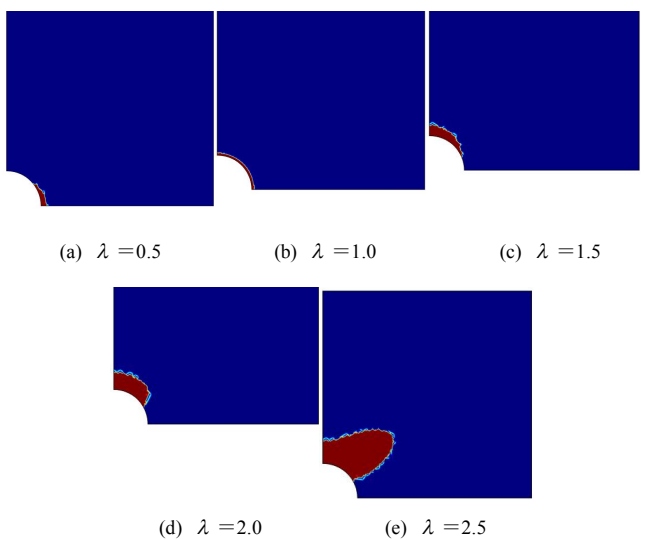 (a) λ =0.5
(b) λ =1.0
(c) λ =1.5
(d) λ =2.0
(e) λ =2.5